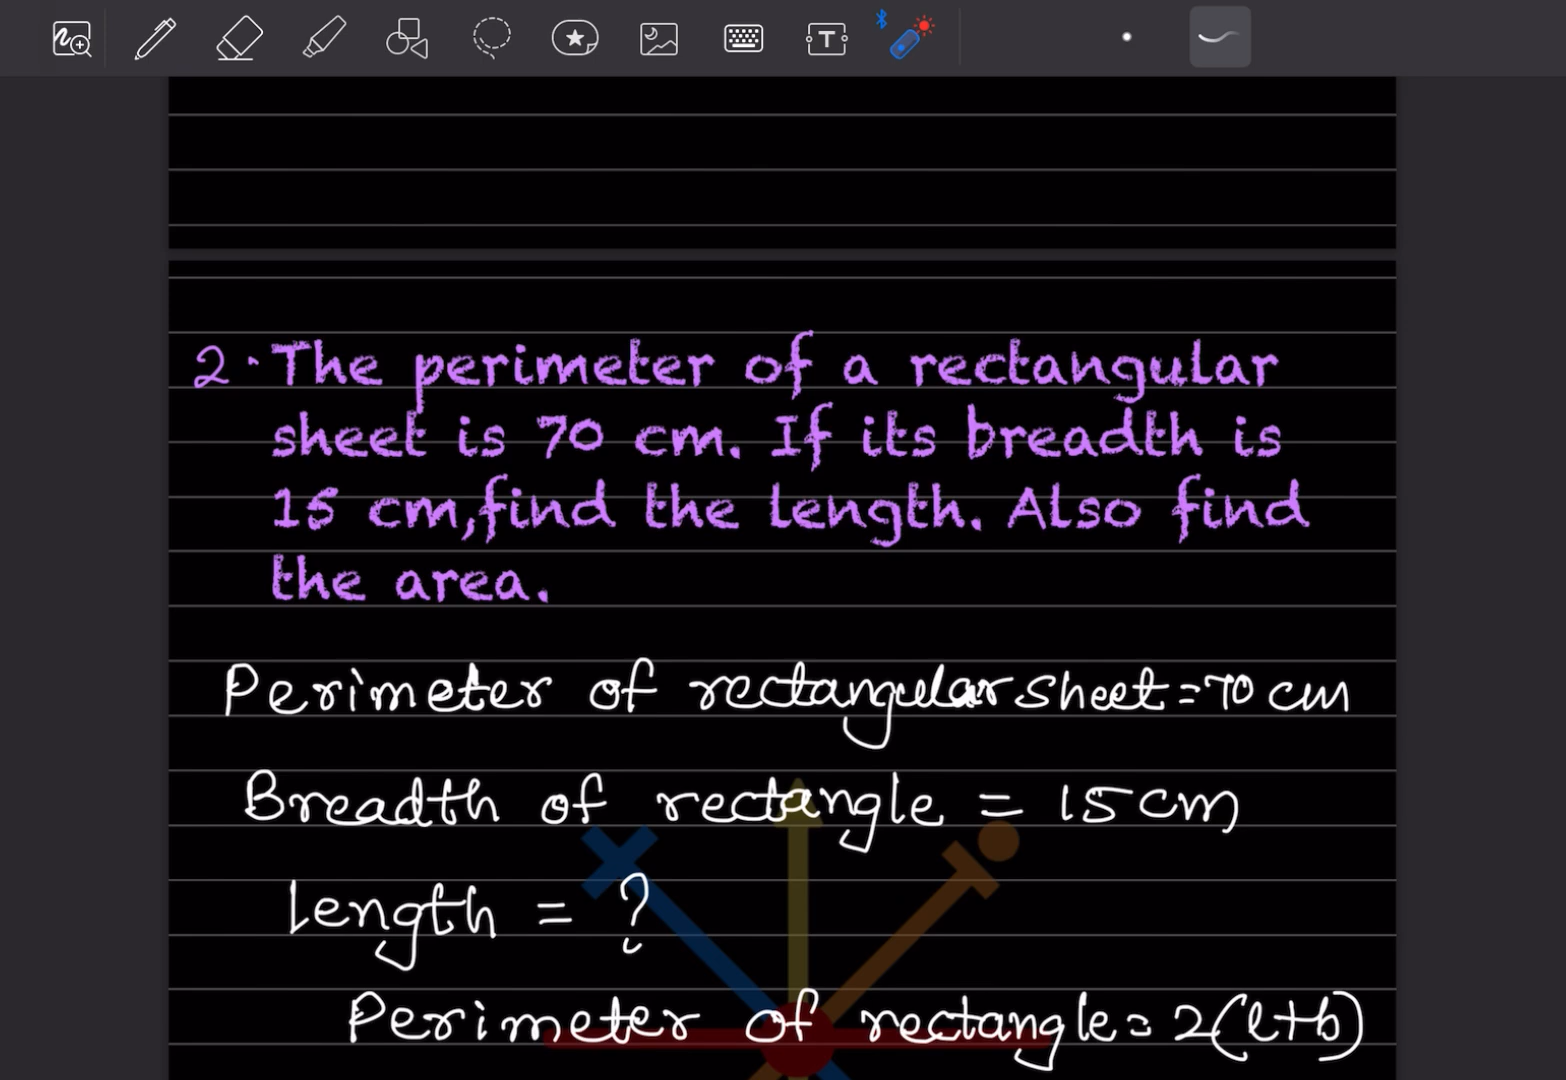 2. The perimeter of a rectangular
sheet is 70 cm. If its breadth is
15 cm, find the length. Also find
the area.
Perimeter of rectangular sheet = 70 cm
Breadth of rectangle = 15 cm
length = ?
Perimeter of rectangle = 2(l+b)